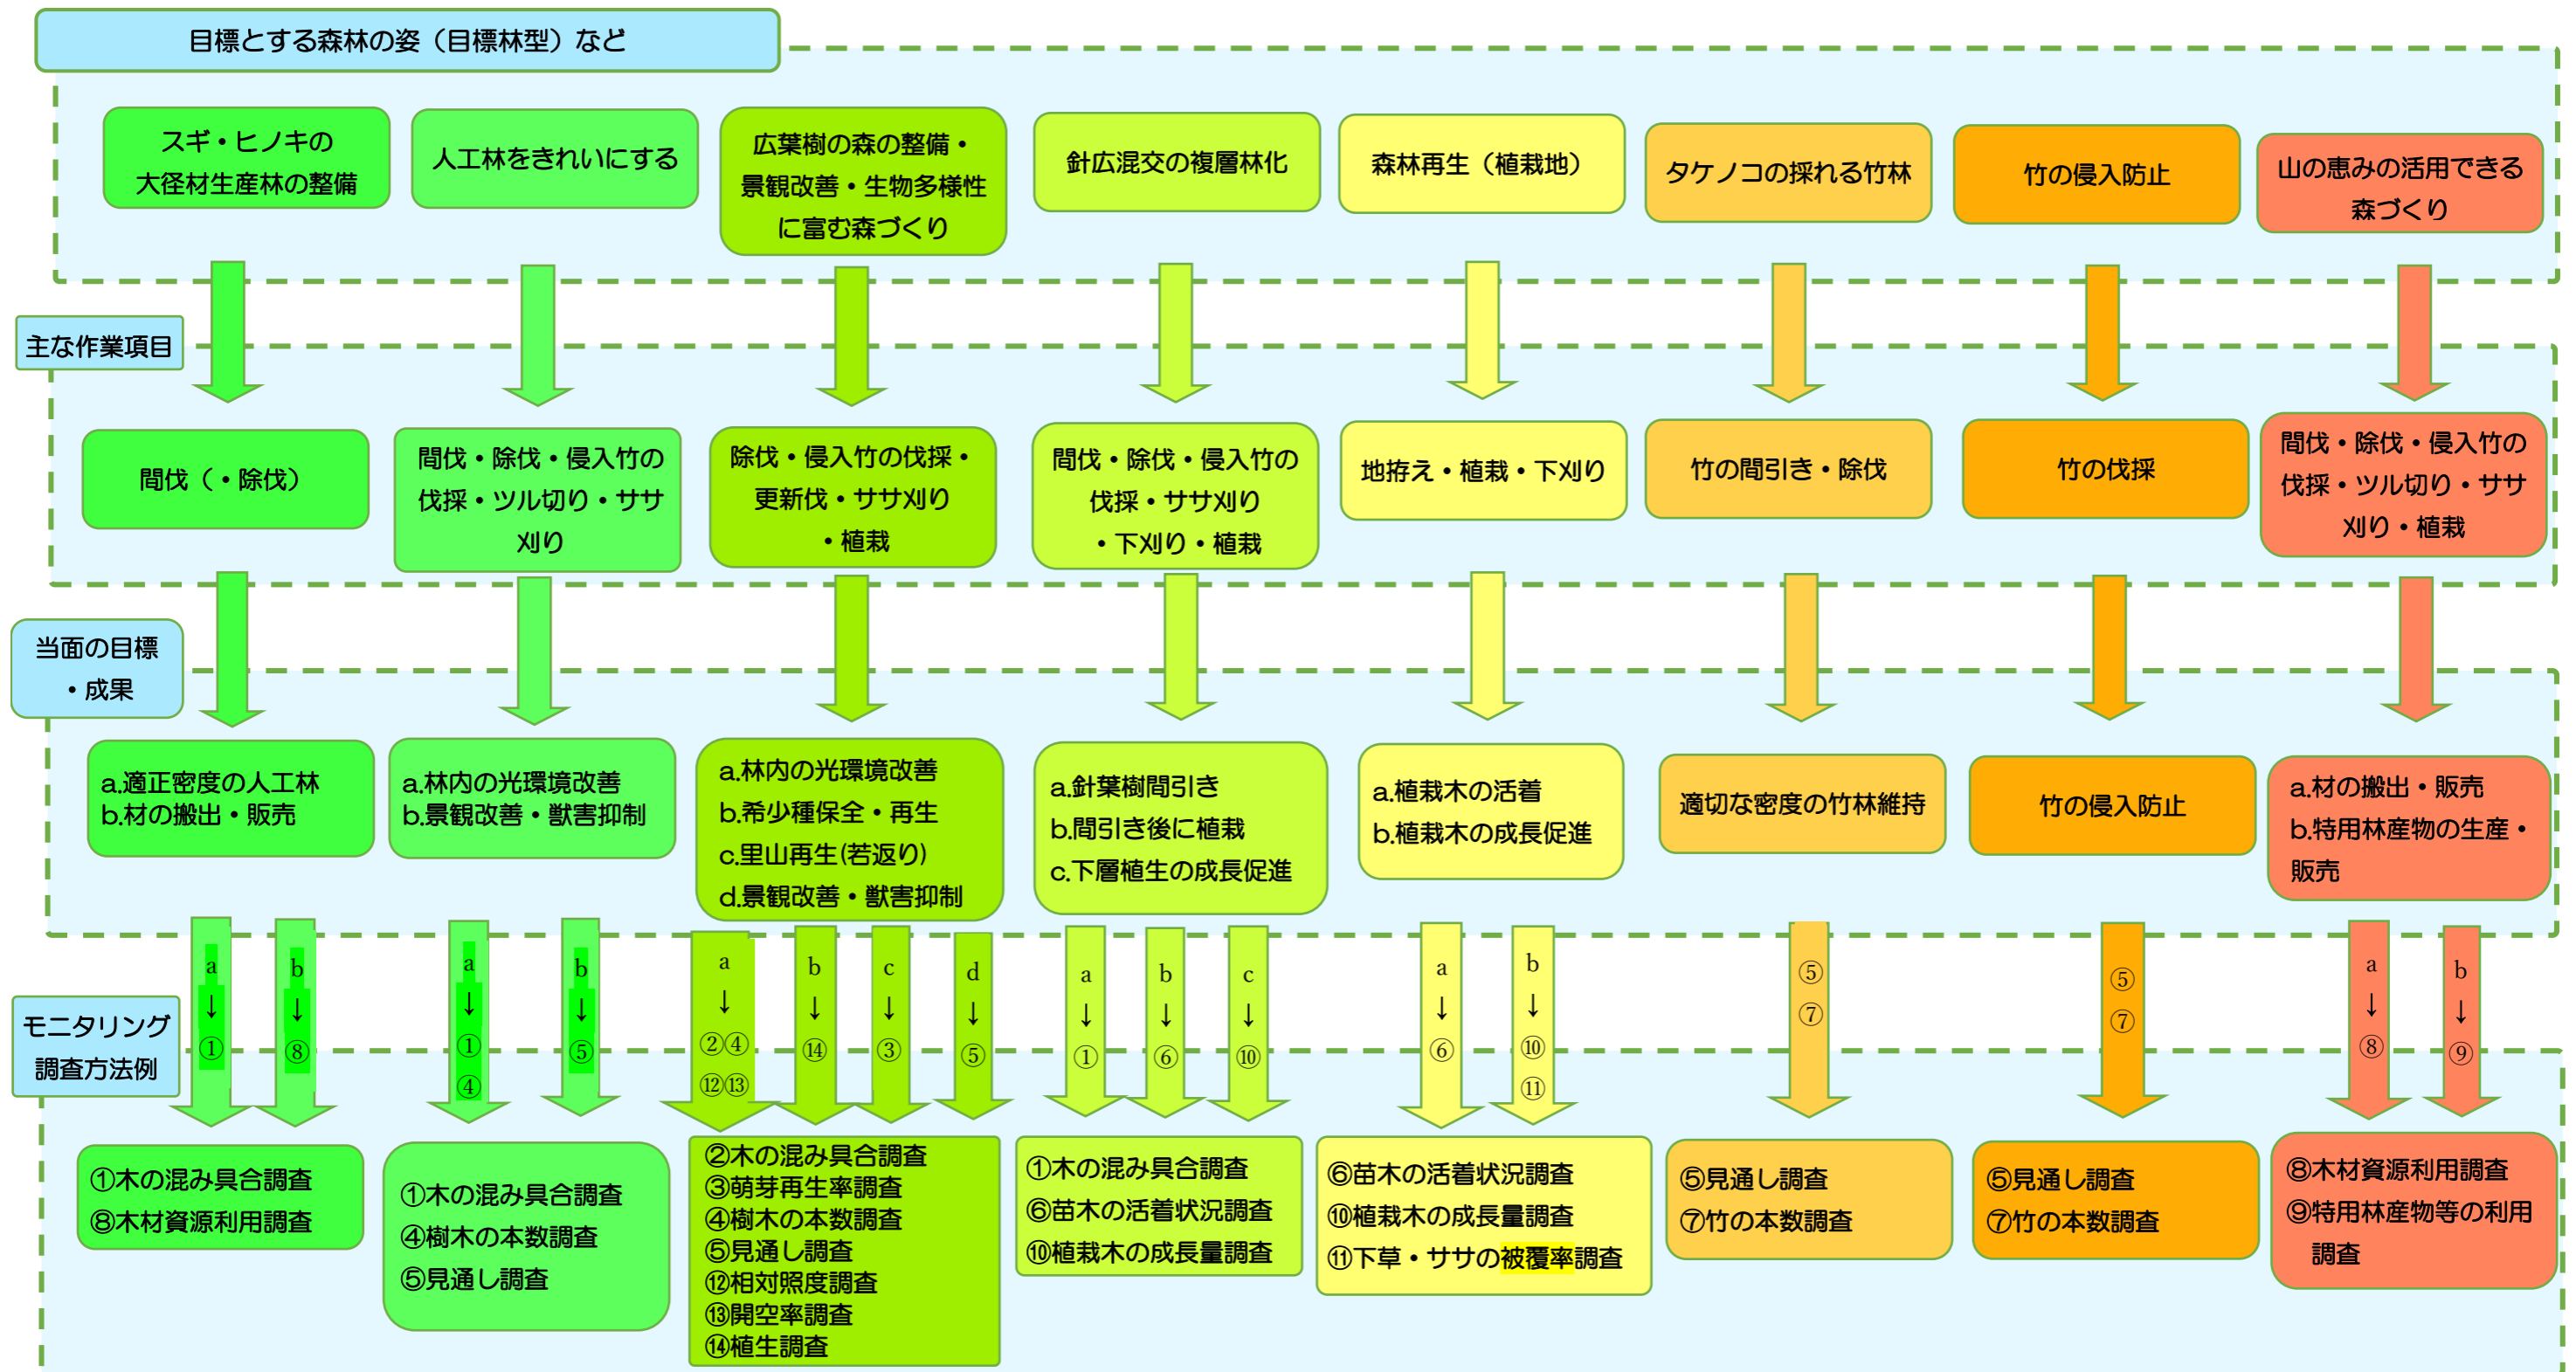 目標とする森林の姿（目標林型）など
スギ・ヒノキの
大径材生産林の整備
人工林をきれいにする
広葉樹の森の整備・
景観改善・生物多様性
に富む森づくり
針広混交の複層林化
森林再生（植栽地）
タケノコの採れる竹林
竹の侵入防止
山の恵みの活用できる
森づくり
主な作業項目
間伐（・除伐）
間伐・除伐・侵入竹の
伐採・ツル切り・ササ
刈り
除伐・侵入竹の伐採・
更新伐・ササ刈り
・植栽
間伐・除伐・侵入竹の
伐採・ササ刈り
・下刈り・植栽
地拵え・植栽・下刈り
竹の間引き・除伐
竹の伐採
間伐・除伐・侵入竹の
伐採・ツル切り・ササ
刈り・植栽
当面の目標
・成果
a.適正密度の人工林
b.材の搬出・販売
a.林内の光環境改善
b.景観改善・獣害抑制
a.林内の光環境改善
b.希少種保全・再生
c.里山再生(若返り)
d.景観改善・獣害抑制
a.針葉樹間引き
b.間引き後に植栽
c.下層植生の成長促進
a.植栽木の活着
b.植栽木の成長促進
適切な密度の竹林維持
竹の侵入防止
a.材の搬出・販売
b.特用林産物の生産・
販売
モニタリング
調査方法例
a
↓
①
b
↓
⑧
a
↓
①
④
b
↓
⑤
a
↓
②④
⑫⑬
b
↓
⑭
c
↓
③
d
↓
⑤
a
↓
①
b
↓
⑥
c
↓
⑩
a
↓
⑥
b
↓
⑩
⑪
⑤
⑦
⑤
⑦
a
↓
⑧
b
↓
⑨
①木の混み具合調査
⑧木材資源利用調査
①木の混み具合調査
④樹木の本数調査
⑤見通し調査
②木の混み具合調査
③萌芽再生率調査
④樹木の本数調査
⑤見通し調査
⑫相対照度調査
⑬開空率調査
⑭植生調査
①木の混み具合調査
⑥苗木の活着状況調査
⑩植栽木の成長量調査
⑥苗木の活着状況調査
⑩植栽木の成長量調査
⑪下草・ササの被覆率調査
⑤見通し調査
⑦竹の本数調査
⑤見通し調査
⑦竹の本数調査
⑧木材資源利用調査
⑨特用林産物等の利用
調査